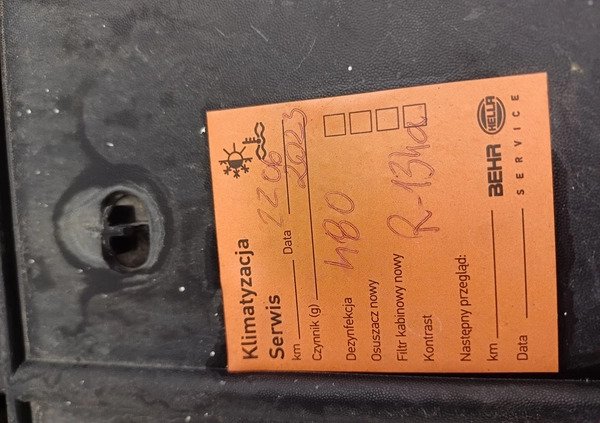 Klimatyzacja
Serwis
km Data 22 06
2023
Czynnik (g)
480
Dezynfekcja
Osuszacz nowy
Filtr kabinowy nowy
R-134a
Kontrast
Następny przegląd:
km
Data
BEHR HELLA
SERVICE